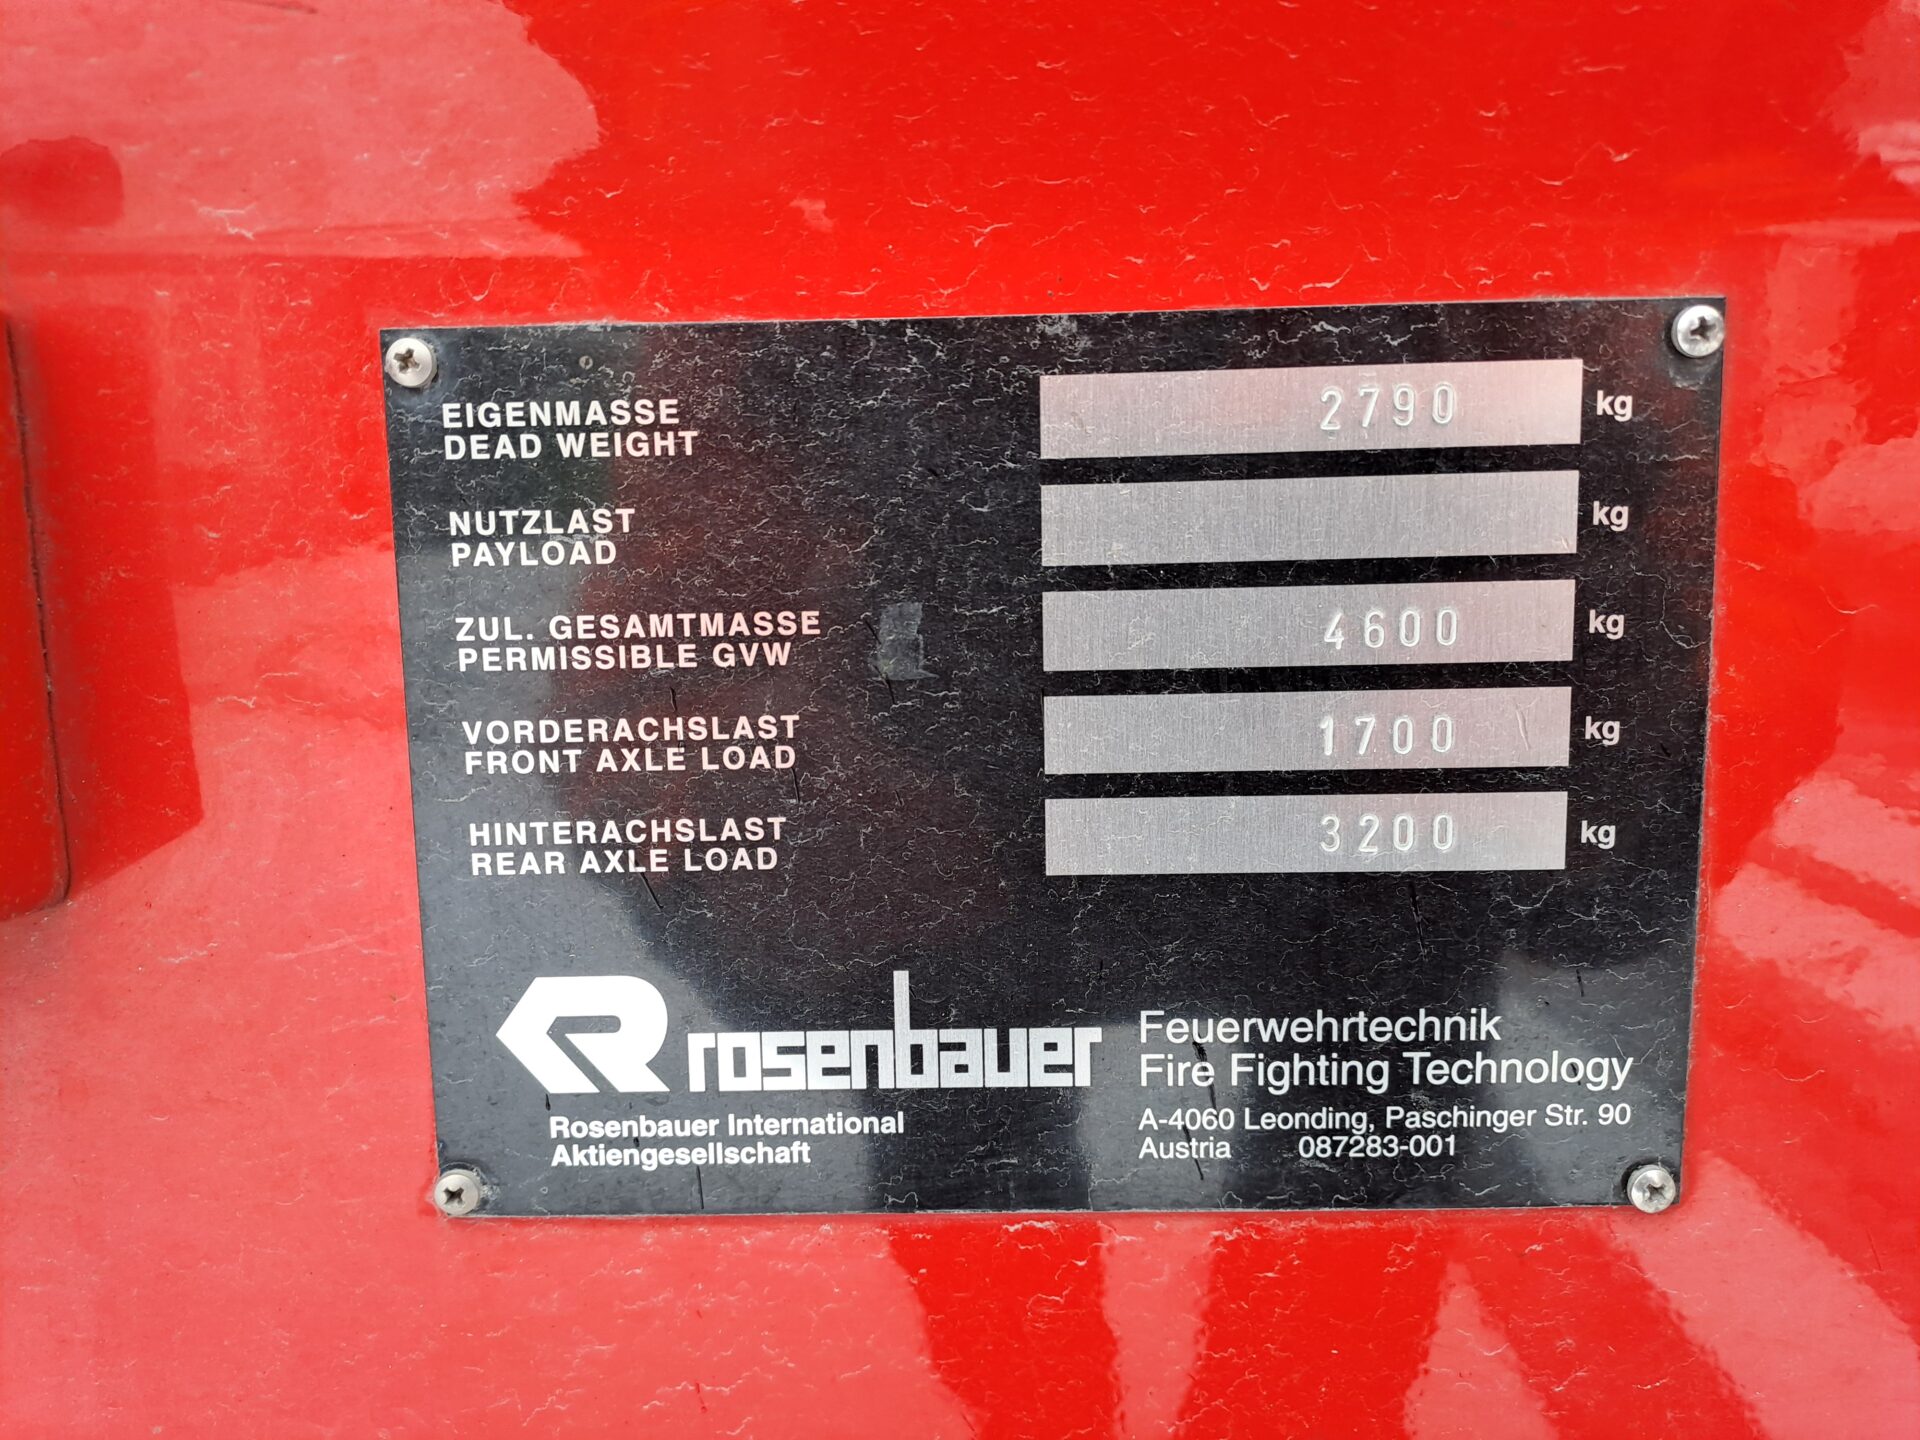 EIGENMASSE
DEAD WEIGHT
2790 kg
NUTZLAST
PAYLOAD
kg
ZUL. GESAMTMASSE
PERMISSIBLE GVW
4600 kg
VORDERACHSLAST
FRONT AXLE LOAD
1700 kg
HINTERACHSLAST
REAR AXLE LOAD
3200 kg
R rosenbauer
Rosenbauer International
Aktiengesellschaft
Feuerwehrtechnik
Fire Fighting Technology
A-4060 Leonding, Paschinger Str. 90
Austria 087283-001